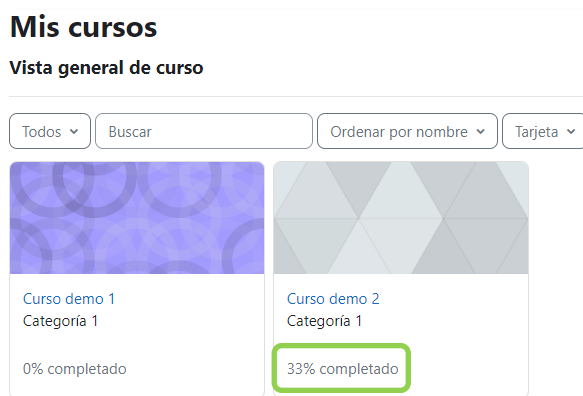 Mis cursos
Vista general de curso
Todos Buscar Ordenar por nombre Tarjeta
Curso demo 1
Categoría 1
0% completado
Curso demo 2
Categoría 1
33% completado